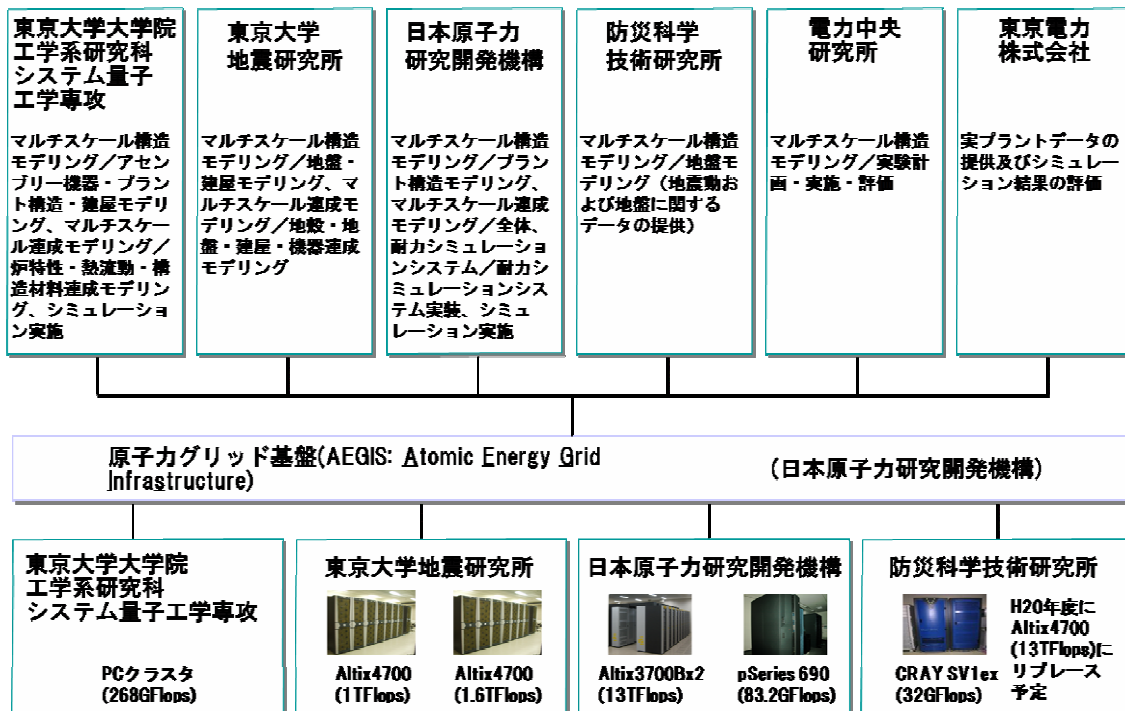 東京大学大学院
工学系研究科
システム量子
工学専攻
マルチスケール構造
モデリング／アセン
ブリー機器・プラン
ト構造・建屋モデリ
ング、マルチスケー
ル連成モデリング／
炉特性・熱流動・構
造材料連成モデリン
グ、シミュレーショ
ン実施
東京大学
地震研究所
マルチスケール構造
モデリング／地盤・
建屋モデリング、マ
ルチスケール連成モ
デリング／地殻・地
盤・建屋・機器連成
モデリング
日本原子力
研究開発機構
マルチスケール構造
モデリング／プラン
ト構造モデリング、
マルチスケール連成
モデリング／全体、
耐力シミュレーショ
ンシステム／耐力シ
ミュレーションシス
テム実装、シミュ
レーション実施
防災科学
技術研究所
マルチスケール構造
モデリング／地盤モ
デリング（地震動お
よび地盤に関する
データの提供）
電力中央
研究所
マルチスケール構造
モデリング／実験計
画・実施・評価
東京電力
株式会社
実プラントデータの
提供及びシミュレー
ション結果の評価
原子力グリッド基盤(AEGIS: Atomic Energy Grid
Infrastructure)
(日本原子力研究開発機構)
東京大学大学院
工学系研究科
システム量子工学専攻
PCクラスタ
(268GFlops)
東京大学地震研究所
Altix4700
(1TFlops)
Altix4700
(1.6TFlops)
日本原子力研究開発機構
Altix3700Bx2
(13TFlops)
pSeries 690
(83.2GFlops)
防災科学技術研究所
CRAY SV1ex
(32GFlops)
H20年度に
Altix4700
(13TFlops)に
リプレース
予定